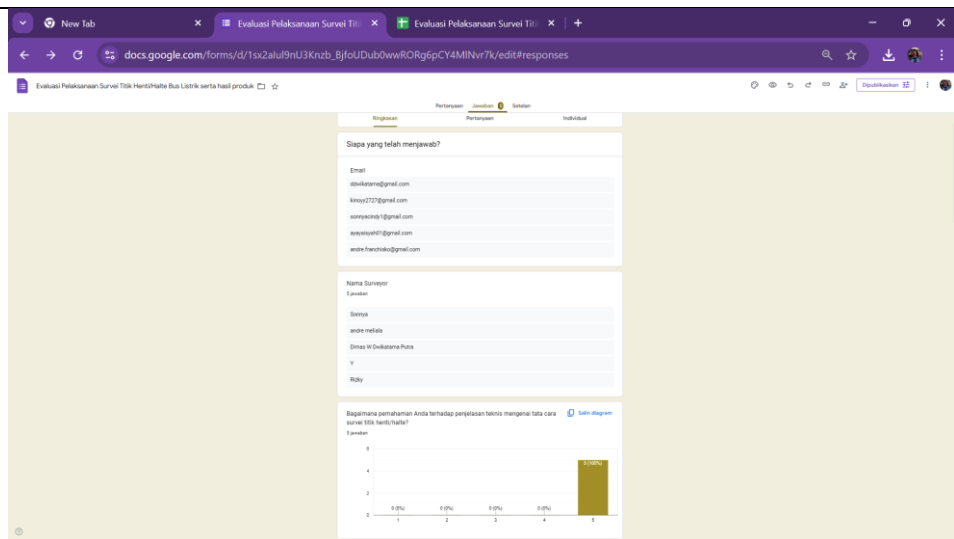 New Tab
Evaluasi Pelaksanaan Survei Titi
Evaluasi Pelaksanaan Survei Titi
docs.google.com/forms/d/1sx2aIul9nU3Knzb_BjfoUDub0wwRORg6pCY4MlNvr7k/edit#responses
Evaluasi Pelaksanaan Survei Titik Henti/Halte Bus Listrik serta hasil produk
Dipublikasikan
Pertanyaan Jawaban 5 Setelan
Ringkasan Pertanyaan Individual
Siapa yang telah menjawab?
Email
ddwikatama@gmail.com
kinoyy2727@gmail.com
sonnyacindy1@gmail.com
ayayaisyah01@gmail.com
andre.franchisko@gmail.com
Nama Surveyor
5 jawaban
Sonnya
andre meliala
Dimas W Dwikatama Putra
Y
Rizky
Bagaimana pemahaman Anda terhadap penjelasan teknis mengenai tata cara
survei titik henti/halte?
Salin diagram
5 jawaban
6
4
2
0
0 (0%) 0 (0%) 0 (0%) 0 (0%) 5 (100%)
1 2 3 4 5